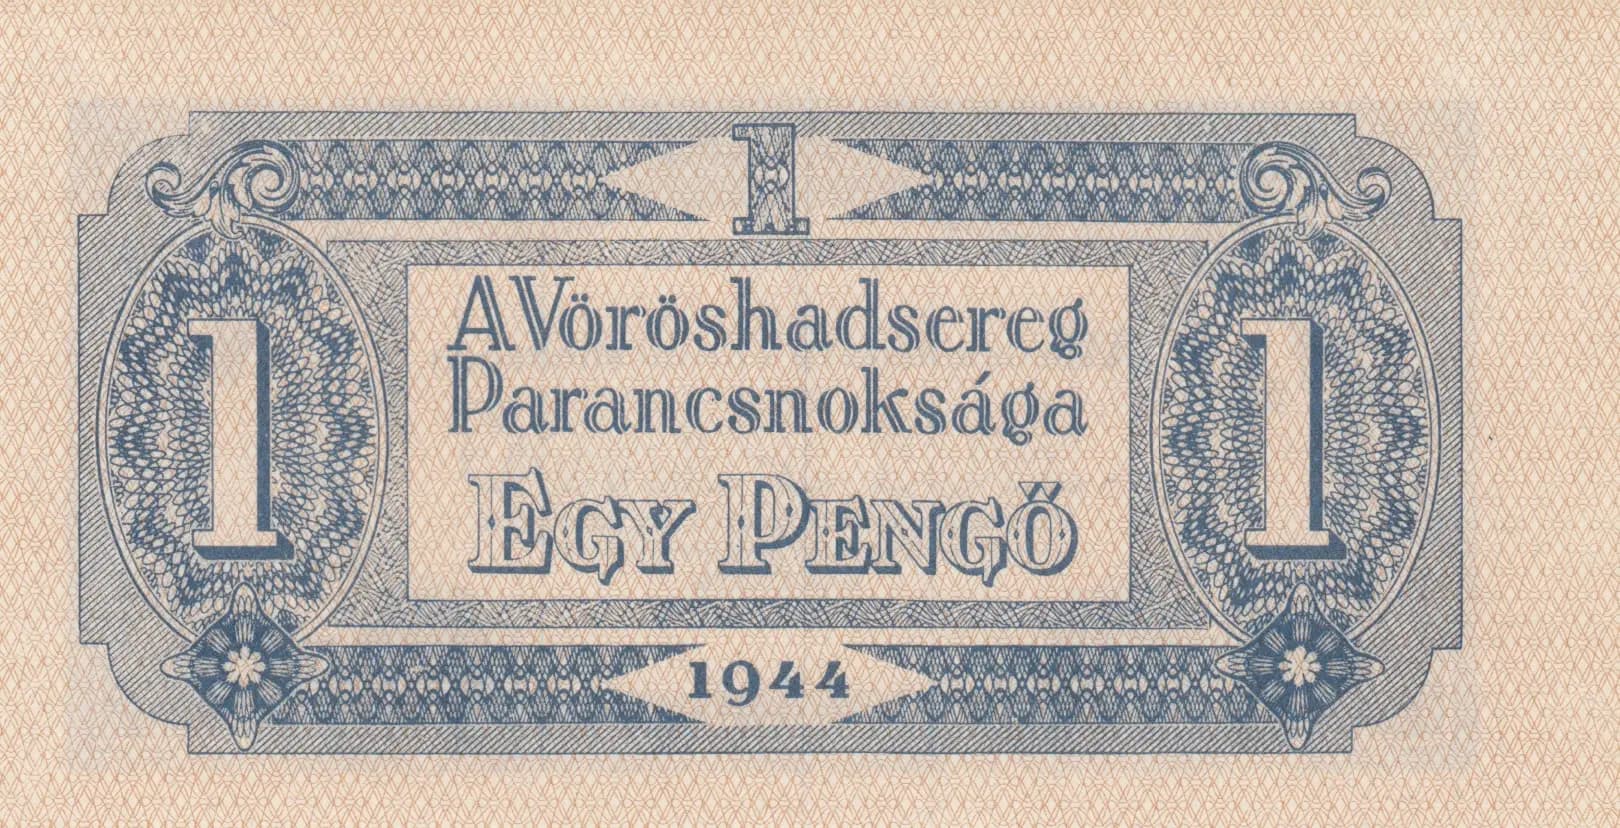 1
A Vöröshadsereg
Parancsnoksága
1
1
EGY PENGŐ
1944